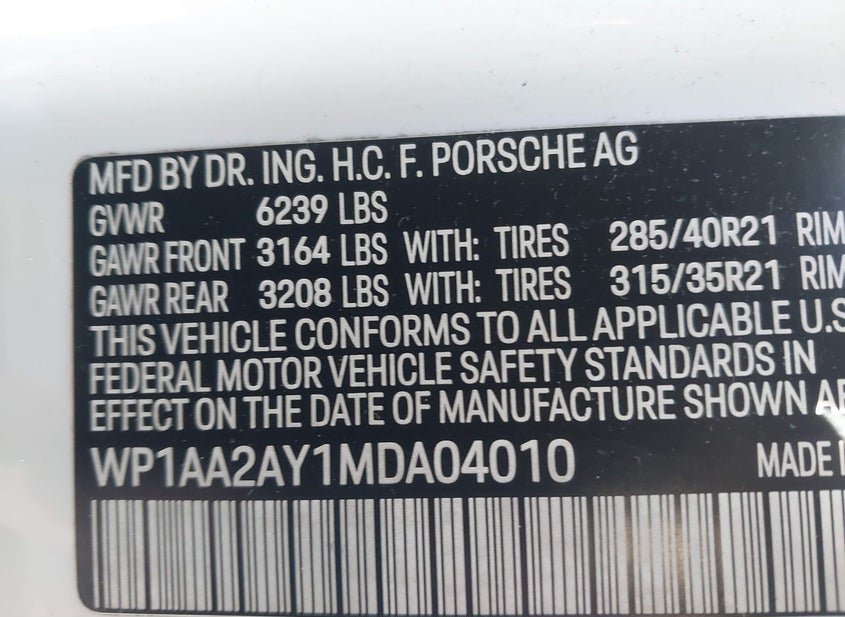 MFD BY DR. ING. H.C. F. PORSCHE AG
GVWR 6239 LBS
GAWR FRONT 3164 LBS WITH: TIRES 285/40R21 RIM
GAWR REAR 3208 LBS WITH: TIRES 315/35R21 RIM
THIS VEHICLE CONFORMS TO ALL APPLICABLE U.S
FEDERAL MOTOR VEHICLE SAFETY STANDARDS IN
EFFECT ON THE DATE OF MANUFACTURE SHOWN
WP1AA2AY1MDA04010 MADE